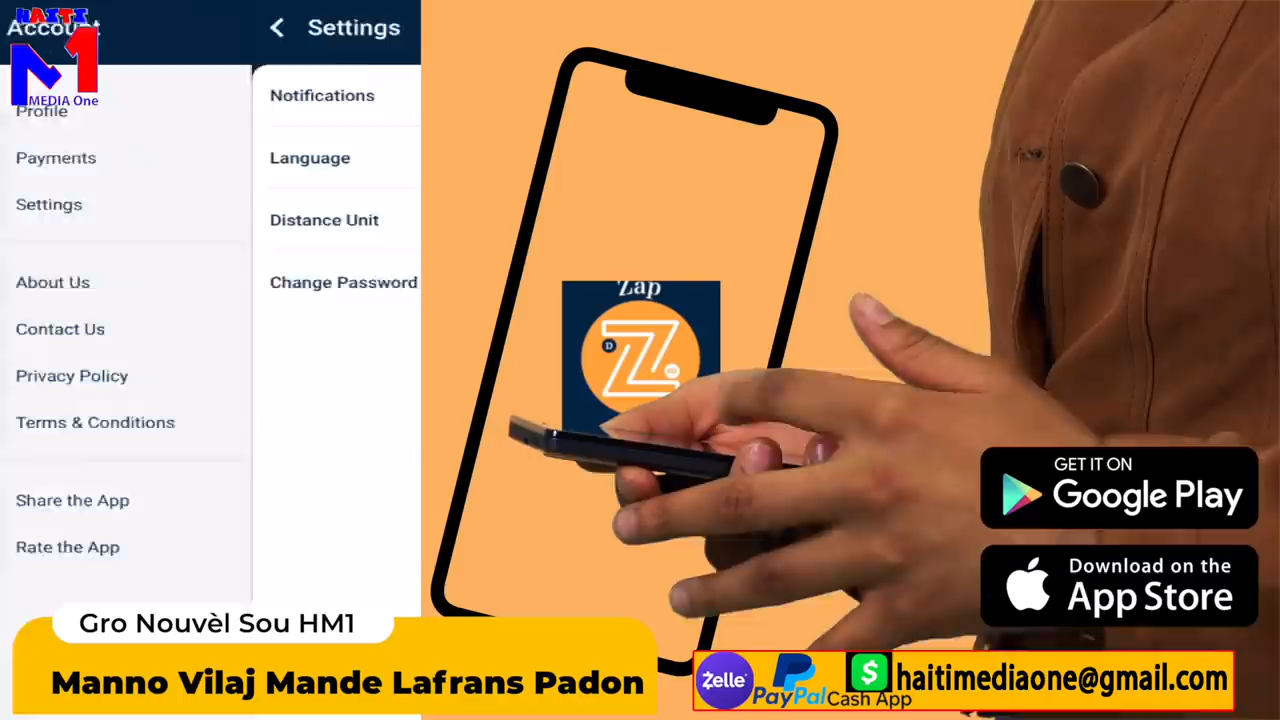 HAITI
M1
MEDIA One
Account
Profile
Payments
Settings
About Us
Contact Us
Privacy Policy
Terms & Conditions
Share the App
Rate the App
Settings
Notifications
Language
Distance Unit
Change Password
Zap
Z
D
GET IT ON
Google Play
Download on the
App Store
Gro Nouvèl Sou HM1
Manno Vilaj Mande Lafrans Padon
Zelle
PayPal
$
Cash App
haitimediaone@gmail.com